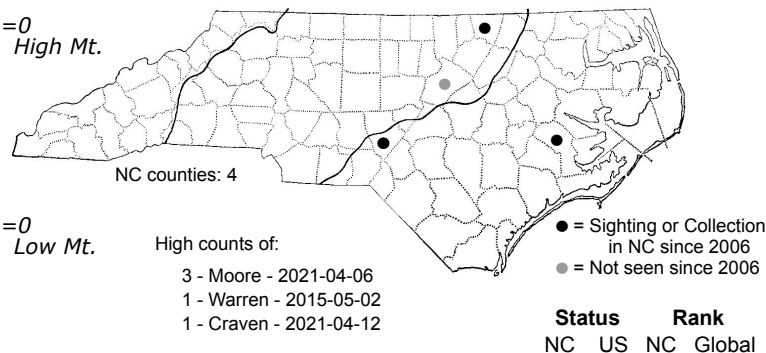 =0
High Mt.
NC counties: 4
=0
Low Mt.
High counts of:
3 - Moore - 2021-04-06
1 - Warren - 2015-05-02
1 - Craven - 2021-04-12
= Sighting or Collection
in NC since 2006
= Not seen since 2006
Status Rank
NC US NC Global